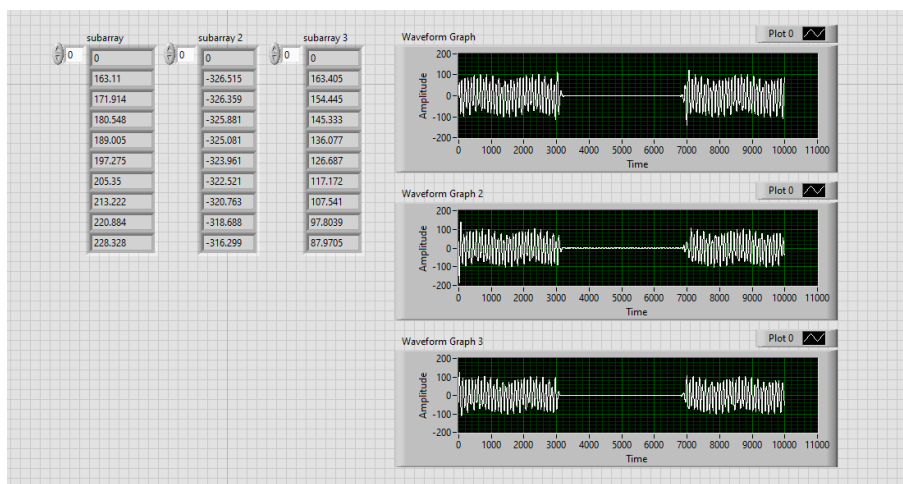 subarray
0
0
163.11
171.914
180.548
189.005
197.275
205.35
213.222
220.884
228.328
subarray 2
0
0
-326.515
-326.359
-325.881
-325.081
-323.961
-322.521
-320.763
-318.688
-316.299
subarray 3
0
0
163.405
154.445
145.333
136.077
126.687
117.172
107.541
97.8039
87.9705
Waveform Graph
Plot 0
Amplitude
200
100
0
-100
-200
0 1000 2000 3000 4000 5000 6000 7000 8000 9000 10000 11000
Time
Waveform Graph 2
Plot 0
Amplitude
200
100
0
-100
-200
0 1000 2000 3000 4000 5000 6000 7000 8000 9000 10000 11000
Time
Waveform Graph 3
Plot 0
Amplitude
200
100
0
-100
-200
0 1000 2000 3000 4000 5000 6000 7000 8000 9000 10000 11000
Time